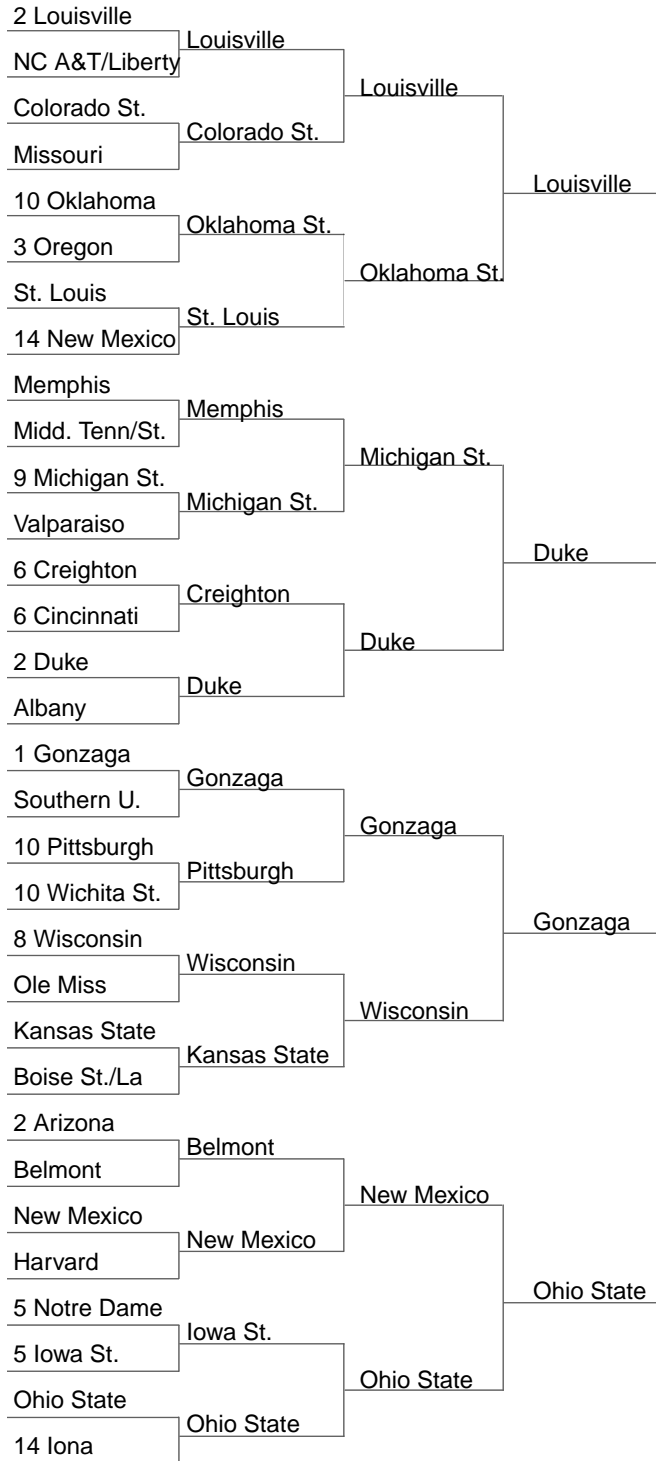 2 Louisville
NC A&T/Liberty
Colorado St.
Missouri
10 Oklahoma
3 Oregon
St. Louis
14 New Mexico
Memphis
Midd. Tenn/St.
9 Michigan St.
Valparaiso
6 Creighton
6 Cincinnati
2 Duke
Albany
1 Gonzaga
Southern U.
10 Pittsburgh
10 Wichita St.
8 Wisconsin
Ole Miss
Kansas State
Boise St./La
2 Arizona
Belmont
New Mexico
Harvard
5 Notre Dame
5 Iowa St.
Ohio State
14 Iona
Louisville
Colorado St.
Oklahoma St.
St. Louis
Memphis
Michigan St.
Creighton
Duke
Gonzaga
Pittsburgh
Wisconsin
Kansas State
Belmont
New Mexico
Iowa St.
Ohio State
Louisville
Oklahoma St.
Michigan St.
Duke
Gonzaga
Wisconsin
New Mexico
Ohio State
Louisville
Duke
Gonzaga
Ohio State